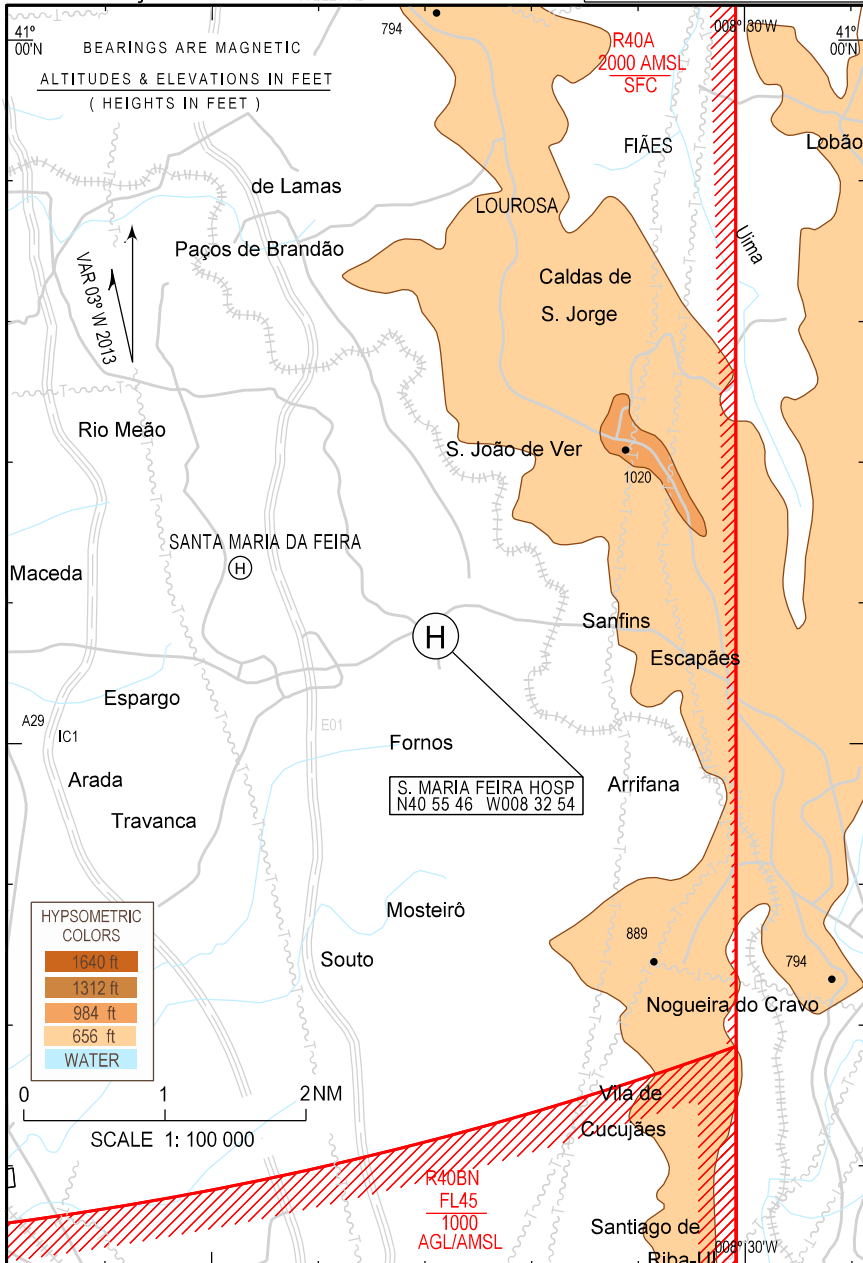 794
41°
00'N
BEARINGS ARE MAGNETIC
ALTITUDES & ELEVATIONS IN FEET
( HEIGHTS IN FEET )
R40A
2000 AMSL
SFC
008°30'W
41°
00'N
FIÃES
Lobão
de Lamas
LOUROSA
Paços de Brandão
Uima
VAR 03° W 2013
Caldas de
S. Jorge
Rio Meão
S. João de Ver
1020
SANTA MARIA DA FEIRA
H
Maceda
Sanfins
H
Escapães
Espargo
A29
IC1
E01
Fornos
Arada
S. MARIA FEIRA HOSP
N40 55 46 W008 32 54
Arrifana
Travanca
HYPSOMETRIC
COLORS
1640 ft
1312 ft
984 ft
656 ft
WATER
Mosteirô
Souto
889
794
Nogueira do Cravo
0 1 2 NM
SCALE 1: 100 000
Vila de
Cucujães
R40BN
FL45
1000
AGL/AMSL
Santiago de
Riba-Ul
008°30'W